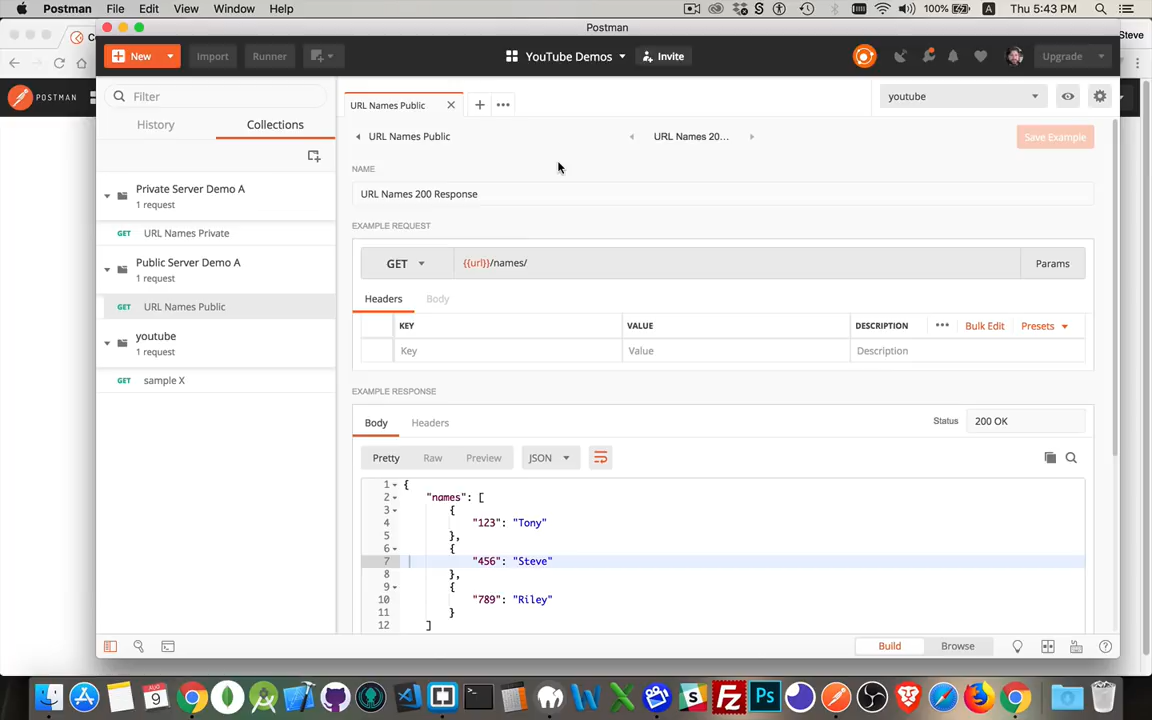 Postman File Edit View Window Help 100% A Thu 5:43 PM
Postman
C Steve
New Import Runner YouTube Demos Invite Upgrade
POSTMAN
Filter URL Names Public youtube
History Collections URL Names Public URL Names 20... Save Example
NAME
Private Server Demo A
1 request URL Names 200 Response
GET URL Names Private EXAMPLE REQUEST
Public Server Demo A
1 request GET {{url}}/names/ Params
GET URL Names Public Headers Body
youtube KEY VALUE DESCRIPTION ••• Bulk Edit Presets
1 request Key Value Description
GET sample X
EXAMPLE RESPONSE
Body Headers Status 200 OK
Pretty Raw Preview JSON
1 {
2 "names": [
3 {
4 "123": "Tony"
5 },
6 {
7 "456": "Steve"
8 },
9 {
10 "789": "Riley"
11 }
12 ]
Build Browse
AUG
9
Fz
Ps